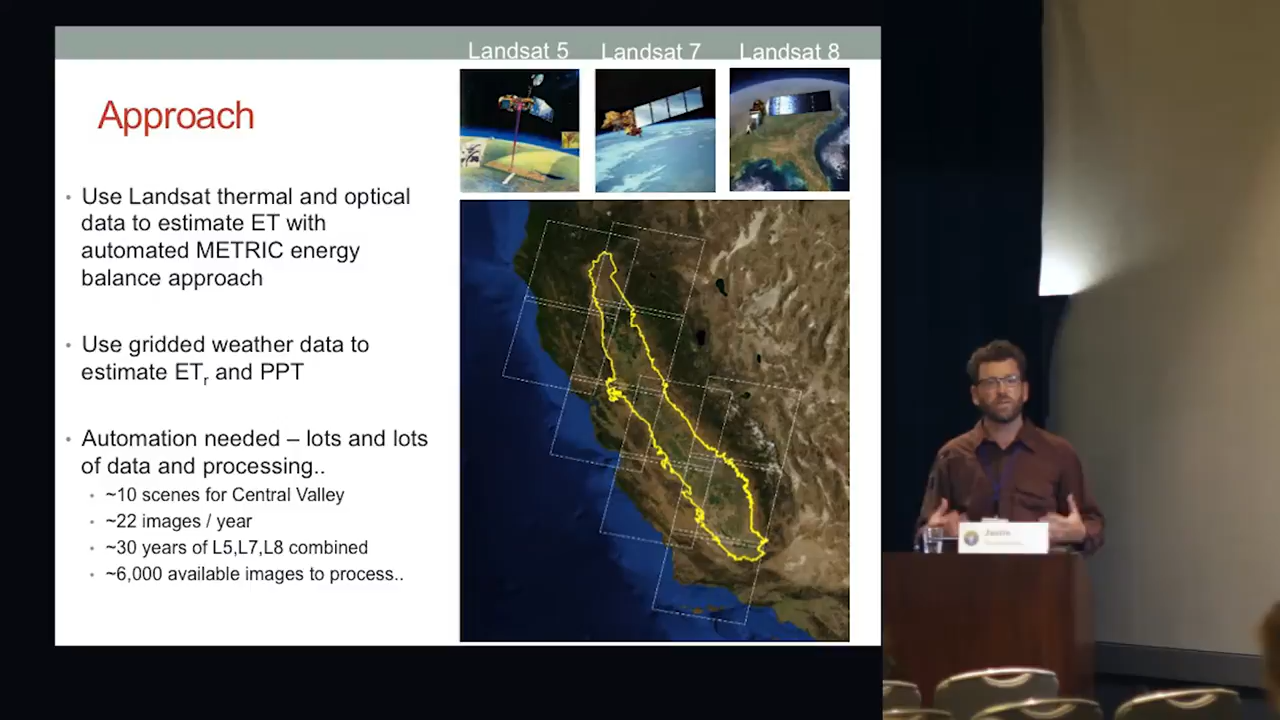 Landsat 5 Landsat 7 Landsat 8
Approach
• Use Landsat thermal and optical
data to estimate ET with
automated METRIC energy
balance approach
• Use gridded weather data to
estimate ETr and PPT
• Automation needed – lots and lots
of data and processing..
• ~10 scenes for Central Valley
• ~22 images / year
• ~30 years of L5,L7,L8 combined
• ~6,000 available images to process..
Justin